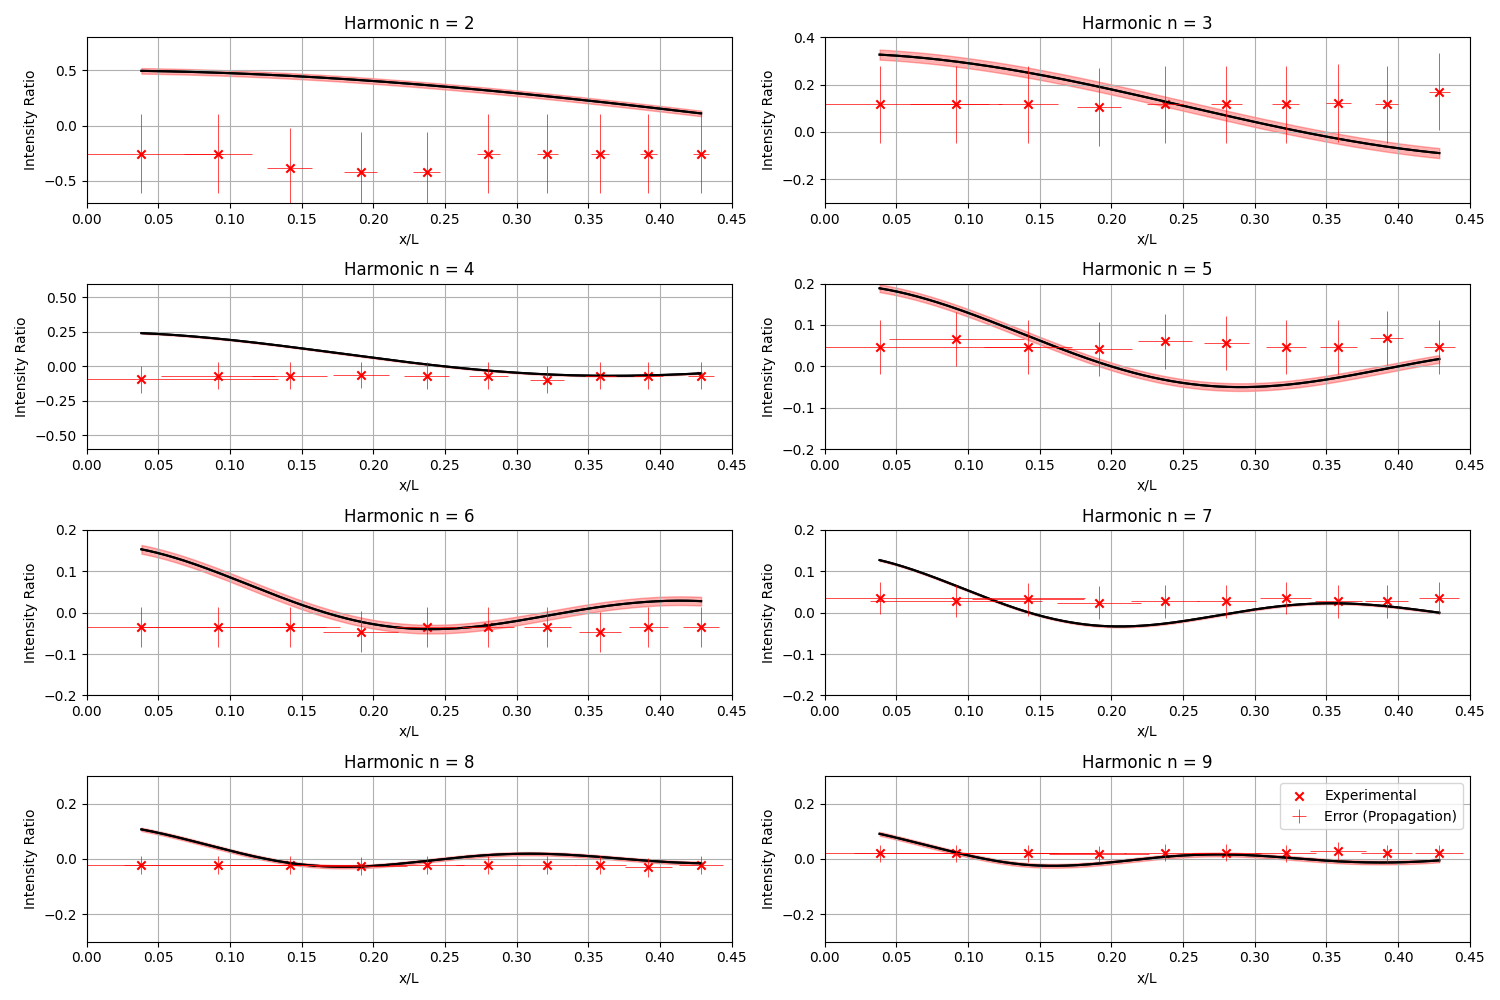 Harmonic n = 2
Intensity Ratio
0.5
0.0
−0.5
0.00 0.05 0.10 0.15 0.20 0.25 0.30 0.35 0.40 0.45
x/L
Harmonic n = 3
Intensity Ratio
0.4
0.2
0.0
−0.2
0.00 0.05 0.10 0.15 0.20 0.25 0.30 0.35 0.40 0.45
x/L
Harmonic n = 4
Intensity Ratio
0.50
0.25
0.00
−0.25
−0.50
0.00 0.05 0.10 0.15 0.20 0.25 0.30 0.35 0.40 0.45
x/L
Harmonic n = 5
Intensity Ratio
0.2
0.1
0.0
−0.1
−0.2
0.00 0.05 0.10 0.15 0.20 0.25 0.30 0.35 0.40 0.45
x/L
Harmonic n = 6
Intensity Ratio
0.2
0.1
0.0
−0.1
−0.2
0.00 0.05 0.10 0.15 0.20 0.25 0.30 0.35 0.40 0.45
x/L
Harmonic n = 7
Intensity Ratio
0.2
0.1
0.0
−0.1
−0.2
0.00 0.05 0.10 0.15 0.20 0.25 0.30 0.35 0.40 0.45
x/L
Harmonic n = 8
Intensity Ratio
0.2
0.0
−0.2
0.00 0.05 0.10 0.15 0.20 0.25 0.30 0.35 0.40 0.45
x/L
Harmonic n = 9
Intensity Ratio
0.2
0.0
−0.2
Experimental
Error (Propagation)
0.00 0.05 0.10 0.15 0.20 0.25 0.30 0.35 0.40 0.45
x/L